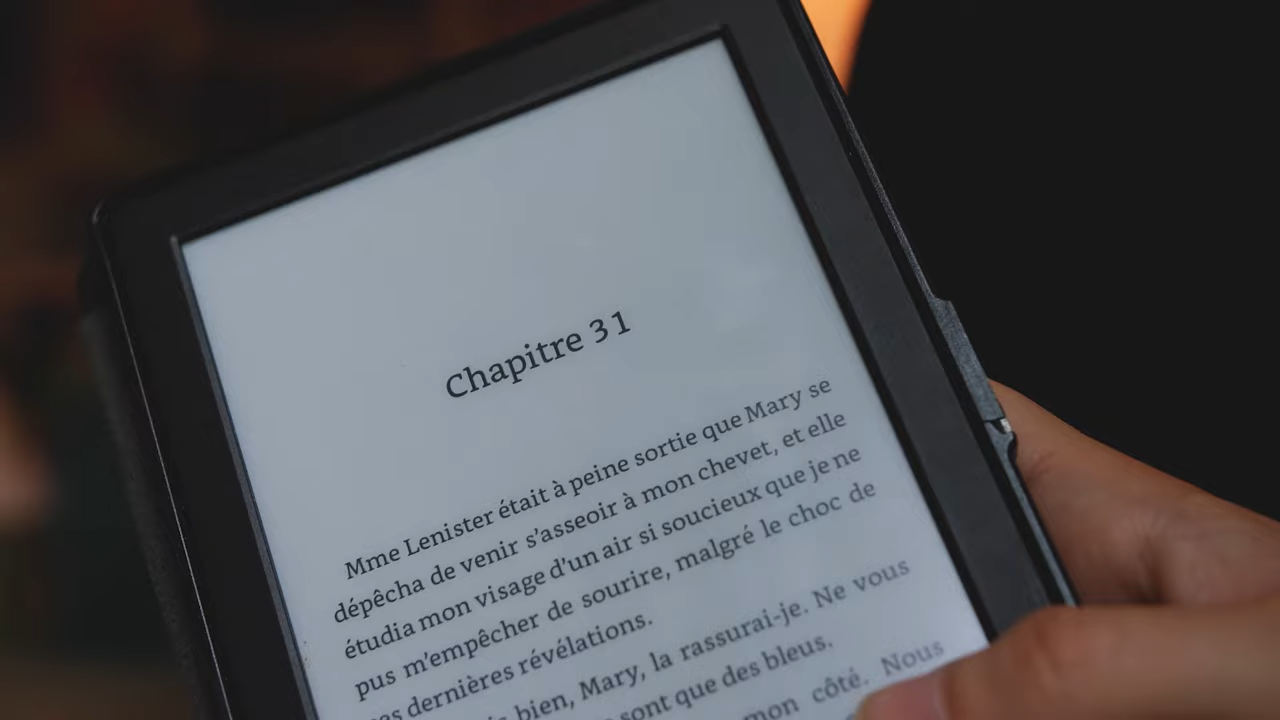 Chapitre 31
Mme Lenister était à peine sortie que Mary se
dépêcha de venir s'asseoir à mon chevet, et elle
étudia mon visage d'un air si soucieux que je ne
pus m'empêcher de sourire, malgré le choc de
dernières révélations.
bien, Mary, la rassurai-je. Ne vous
sont que des bleus.
mon côté. Nous